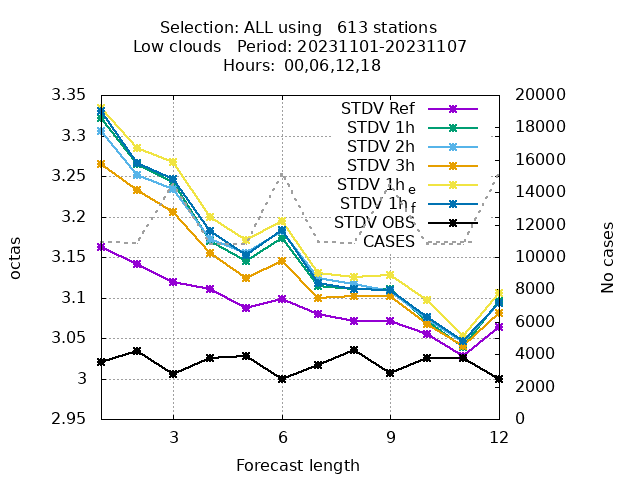 Selection: ALL using   613 stations
Low clouds   Period: 20231101-20231107
Hours:  00,06,12,18
3.35
3.3
3.25
3.2
3.15
3.1
3.05
3
2.95
20000
18000
16000
14000
12000
10000
8000
6000
4000
2000
0
octas
No cases
STDV Ref
STDV 1h
STDV 2h
STDV 3h
STDV 1h e
STDV 1h f
STDV OBS
CASES
3
6
9
12
Forecast length